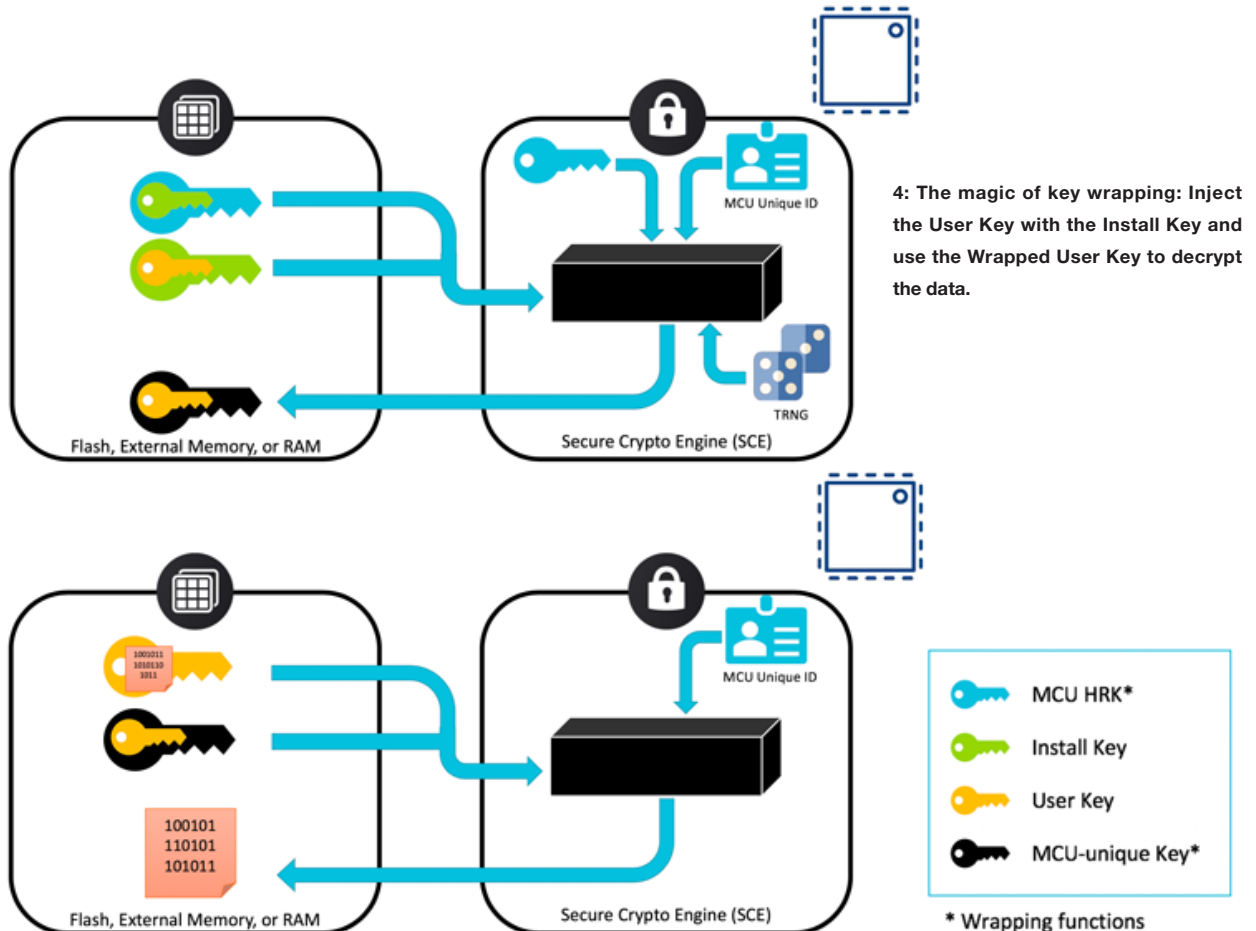 MCU Unique ID
TRNG
Flash, External Memory, or RAM
Secure Crypto Engine (SCE)
4: The magic of key wrapping: Inject
the User Key with the Install Key and
use the Wrapped User Key to decrypt
the data.
1001011
1010110
1011
MCU Unique ID
100101
110101
101011
Flash, External Memory, or RAM
Secure Crypto Engine (SCE)
MCU HRK*
Install Key
User Key
MCU-unique Key*
* Wrapping functions